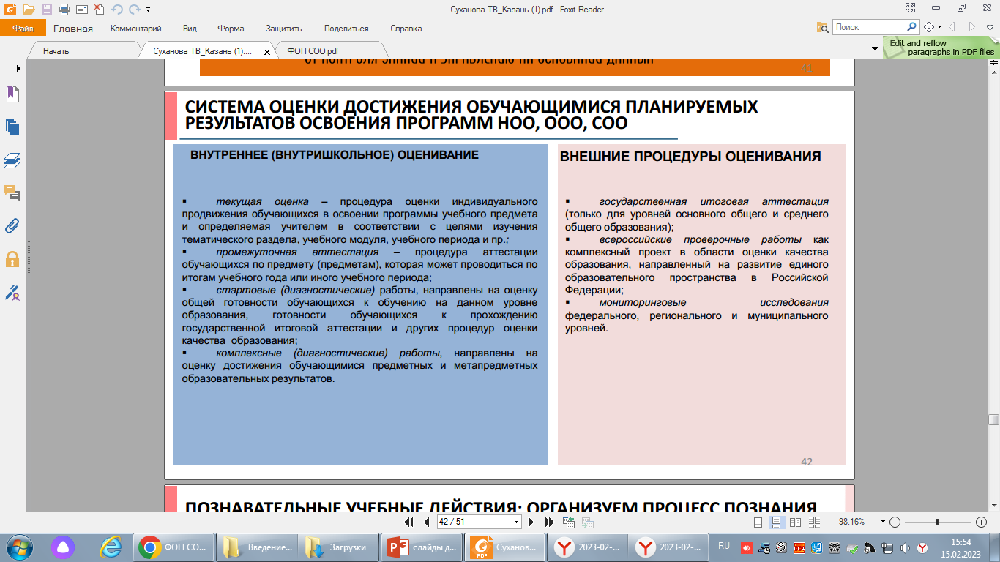 Суханова ТВ_Казань (1).pdf - Foxit Reader
Файл Главная Комментарий Вид Форма Защитить Поделиться Справка Поиск
Начать Суханова ТВ_Казань (1).... ФОП СОО.pdf
Edit and reflow
paragraphs in PDF files
41
СИСТЕМА ОЦЕНКИ ДОСТИЖЕНИЯ ОБУЧАЮЩИМИСЯ ПЛАНИРУЕМЫХ
РЕЗУЛЬТАТОВ ОСВОЕНИЯ ПРОГРАММ НОО, ООО, СОО
ВНУТРЕННЕЕ (ВНУТРИШКОЛЬНОЕ) ОЦЕНИВАНИЕ
▪ текущая оценка – процедура оценки индивидуального
продвижения обучающихся в освоении программы учебного предмета
и определяемая учителем в соответствии с целями изучения
тематического раздела, учебного модуля, учебного периода и пр.;
▪ промежуточная аттестация – процедура аттестации
обучающихся по предмету (предметам), которая может проводиться по
итогам учебного года или иного учебного периода;
▪ стартовые (диагностические) работы, направлены на оценку
общей готовности обучающихся к обучению на данном уровне
образования, готовности обучающихся к прохождению
государственной итоговой аттестации и других процедур оценки
качества образования;
▪ комплексные (диагностические) работы, направлены на
оценку достижения обучающимися предметных и метапредметных
образовательных результатов.
ВНЕШНИЕ ПРОЦЕДУРЫ ОЦЕНИВАНИЯ
▪ государственная итоговая аттестация
(только для уровней основного общего и среднего
общего образования);
▪ всероссийские проверочные работы как
комплексный проект в области оценки качества
образования, направленный на развитие единого
образовательного пространства в Российской
Федерации;
▪ мониторинговые исследования
федерального, регионального и муниципального
уровней.
42
ПОЗНАВАТЕЛЬНЫЕ УЧЕБНЫЕ ДЕЙСТВИЯ: ОРГАНИЗУЕМ ПРОЦЕСС ПОЗНАНИЯ
42 / 51 98.16%
ФОП СО... Введение... Загрузки слайды д... Суханов... 2023-02-... 2023-02-... RU 15:54
15.02.2023